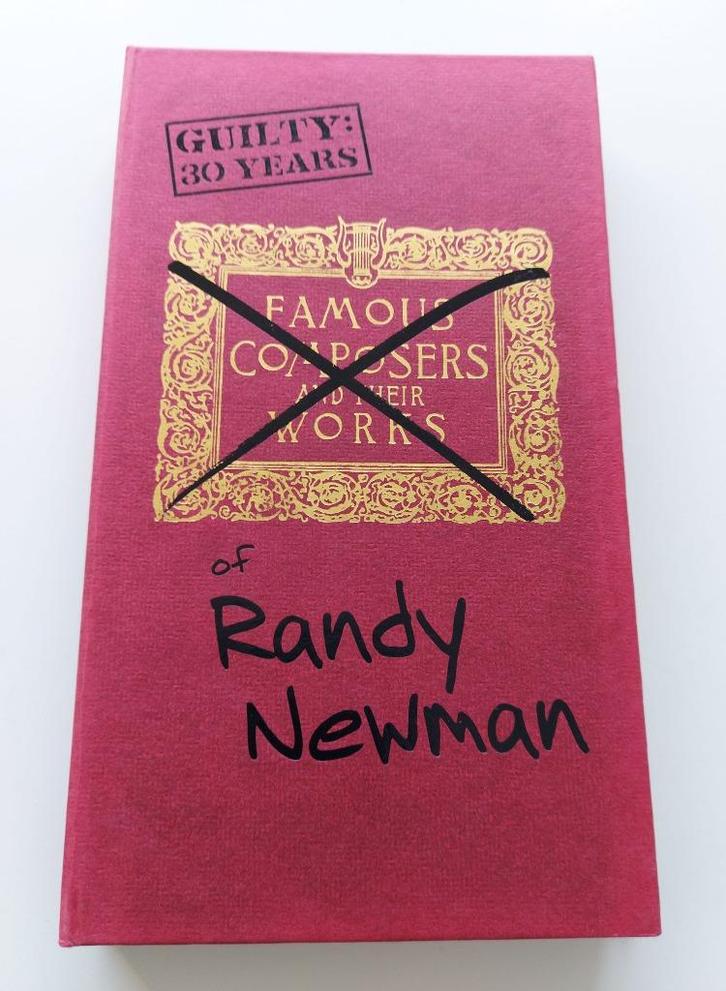 GUILTY:
30 YEARS
FAMOUS
COMPOSERS
AND THEIR
WORKS
of
Randy
Newman